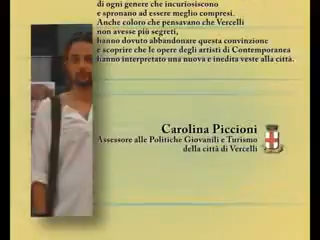 di ogni genere che incuriosiscono
e spronano ad essere meglio compresi.
Anche coloro che pensavano che Vercelli
non avesse più segreti,
hanno dovuto abbandonare questa convinzione
e scoprire che le opere degli artisti di Contemporanea
hanno interpretato una nuova e inedita veste alla città.
Carolina Piccioni
Assessore alle Politiche Giovanili e Turismo
della città di Vercelli